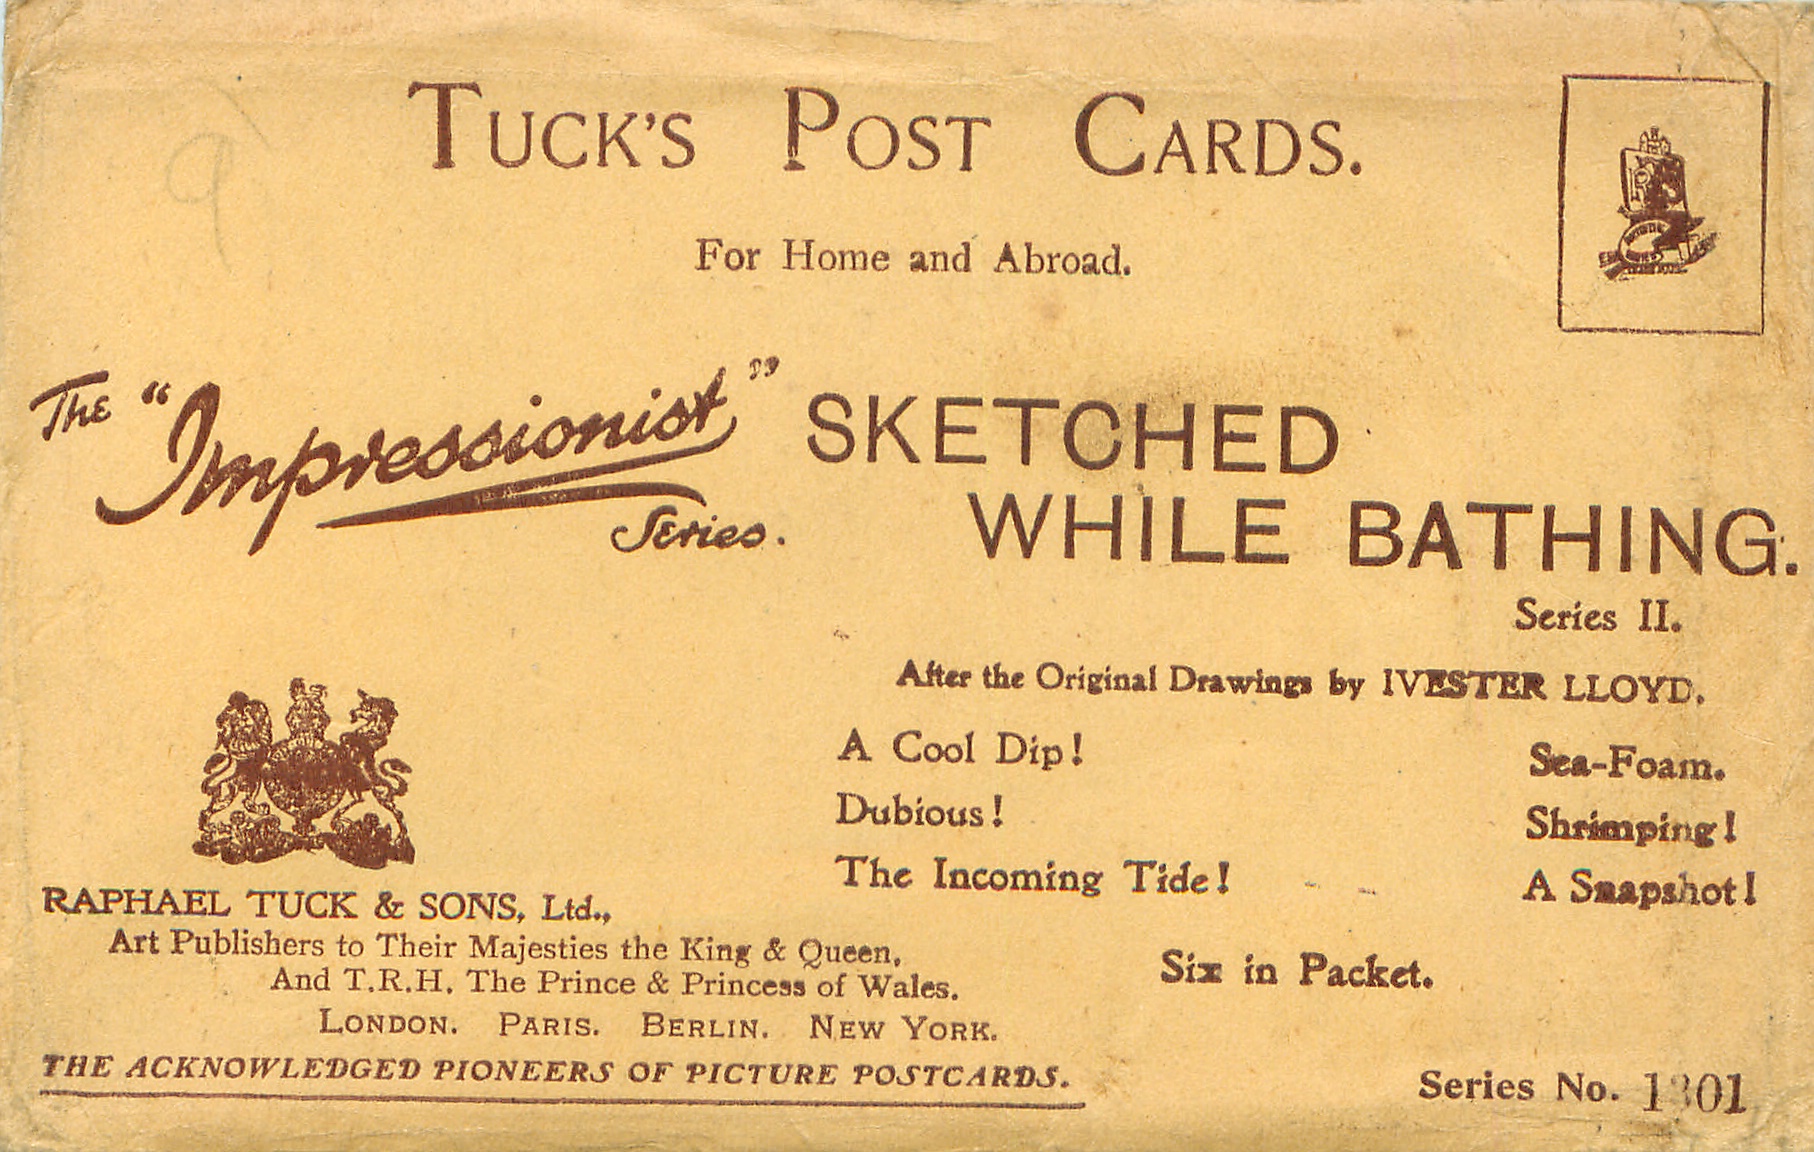 TUCK'S POST CARDS.
For Home and Abroad.
The "Impressionist" Series.
SKETCHED
WHILE BATHING.
Series II.
After the Original Drawings by IVESTER LLOYD.
A Cool Dip! Sea-Foam.
Dubious! Shrimping!
The Incoming Tide! A Snapshot!
Six in Packet.
RAPHAEL TUCK & SONS, Ltd.,
Art Publishers to Their Majesties the King & Queen,
And T.R.H. The Prince & Princess of Wales.
LONDON. PARIS. BERLIN. NEW YORK.
THE ACKNOWLEDGED PIONEERS OF PICTURE POSTCARDS.
Series No.